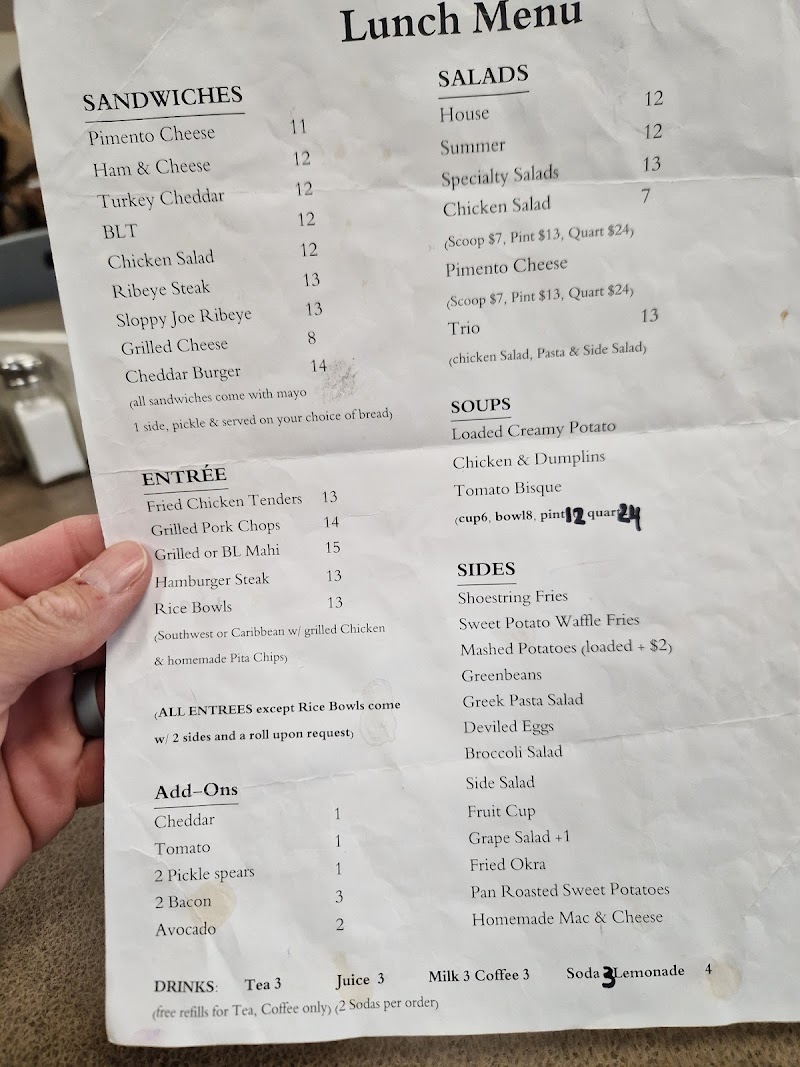 Lunch Menu
SANDWICHES
Pimento Cheese 11
Ham & Cheese 12
Turkey Cheddar 12
BLT 12
Chicken Salad 12
Ribeye Steak 13
Sloppy Joe Ribeye 13
Grilled Cheese 8
Cheddar Burger 14
(all sandwiches come with mayo
1 side, pickle & served on your choice of bread)
ENTRÉE
Fried Chicken Tenders 13
Grilled Pork Chops 14
Grilled or BL Mahi 15
Hamburger Steak 13
Rice Bowls 13
(Southwest or Caribbean w/ grilled Chicken
& homemade Pita Chips)
(ALL ENTREES except Rice Bowls come
w/ 2 sides and a roll upon request)
Add-Ons
Cheddar 1
Tomato 1
2 Pickle spears 1
2 Bacon 3
Avocado 2
SALADS
House 12
Summer 12
Specialty Salads 13
Chicken Salad 7
(Scoop $7, Pint $13, Quart $24)
Pimento Cheese
(Scoop $7, Pint $13, Quart $24)
Trio 13
(chicken Salad, Pasta & Side Salad)
SOUPS
Loaded Creamy Potato
Chicken & Dumplins
Tomato Bisque
(cup6, bowl8, pint12 quart24
SIDES
Shoestring Fries
Sweet Potato Waffle Fries
Mashed Potatoes (loaded + $2)
Greenbeans
Greek Pasta Salad
Deviled Eggs
Broccoli Salad
Side Salad
Fruit Cup
Grape Salad +1
Fried Okra
Pan Roasted Sweet Potatoes
Homemade Mac & Cheese
DRINKS: Tea 3 Juice 3 Milk 3 Coffee 3 Soda 3 Lemonade 4
(free refills for Tea, Coffee only) (2 Sodas per order)